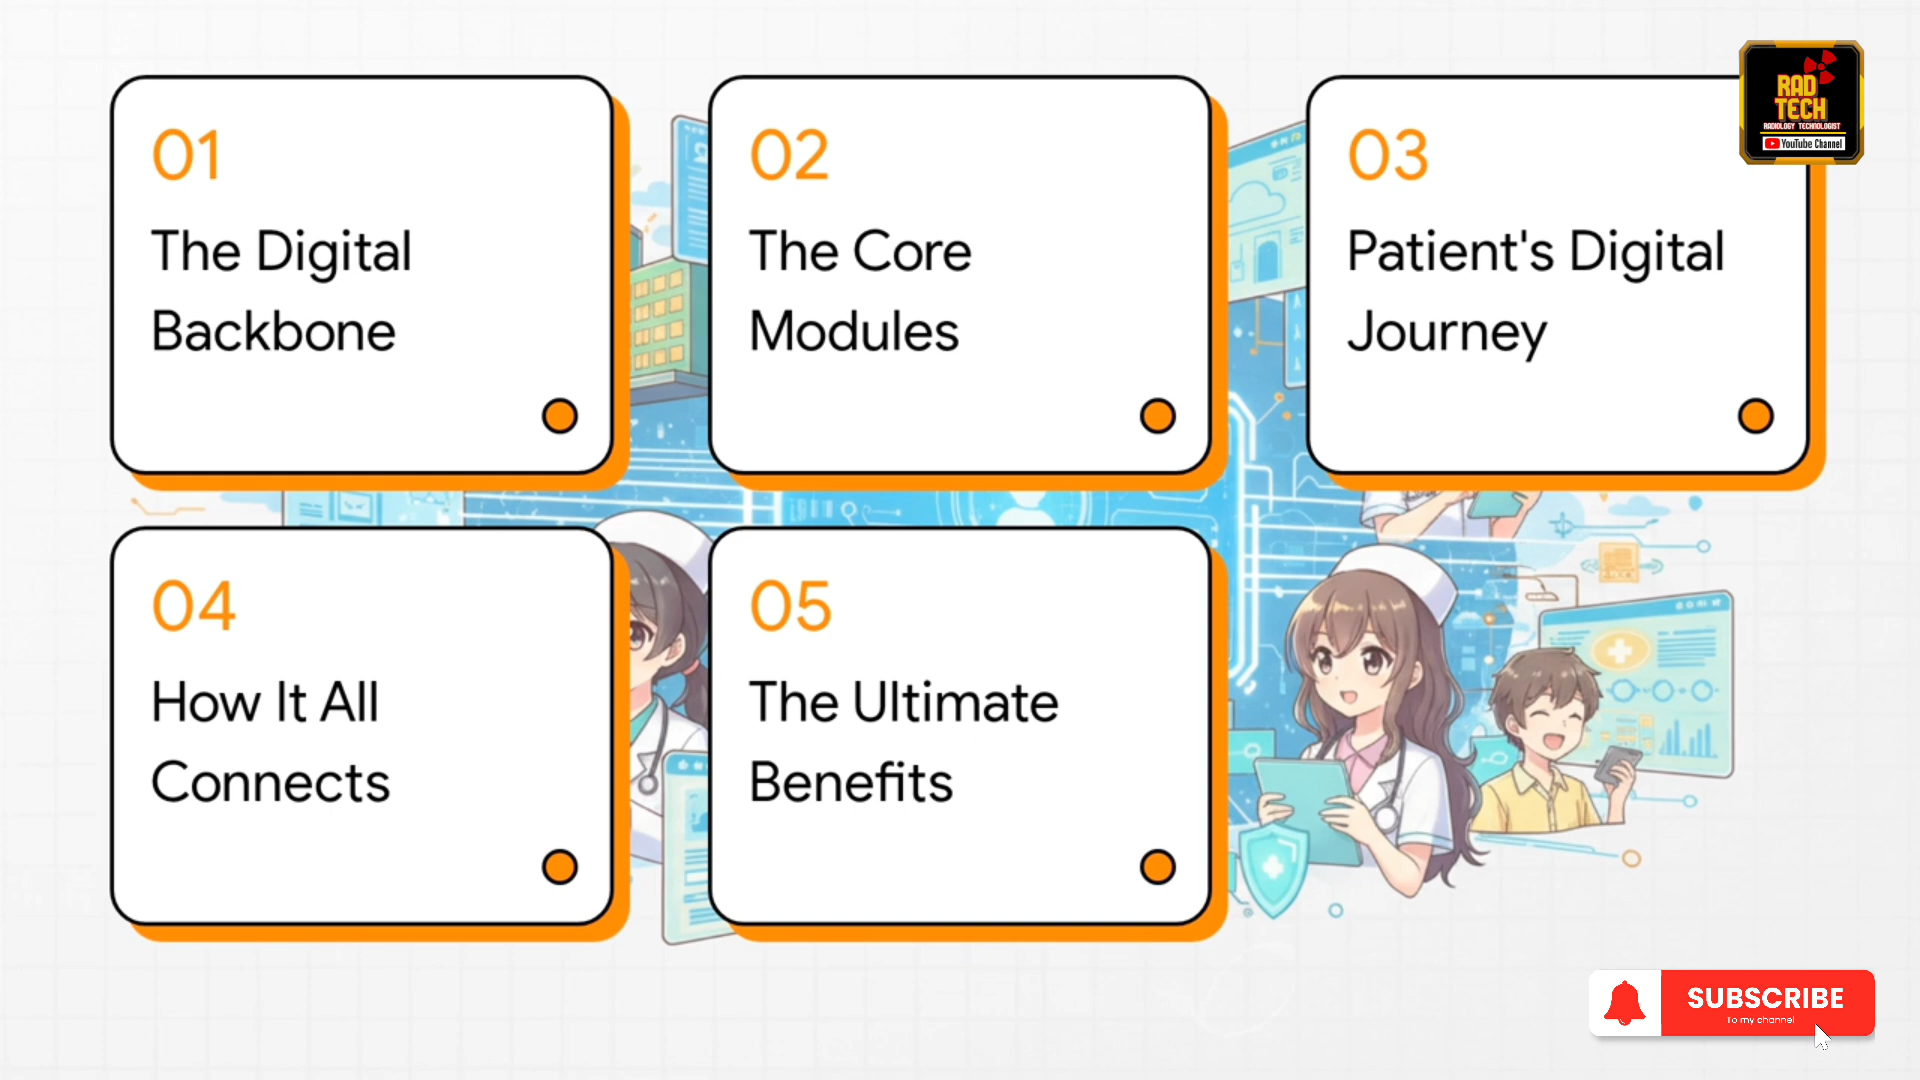 01
The Digital
Backbone
02
The Core
Modules
03
Patient's Digital
Journey
RAD
TECH
RADIOLOGY TECHNOLOGIST
YouTube Channel
04
How It All
Connects
05
The Ultimate
Benefits
SUBSCRIBE
To my channel